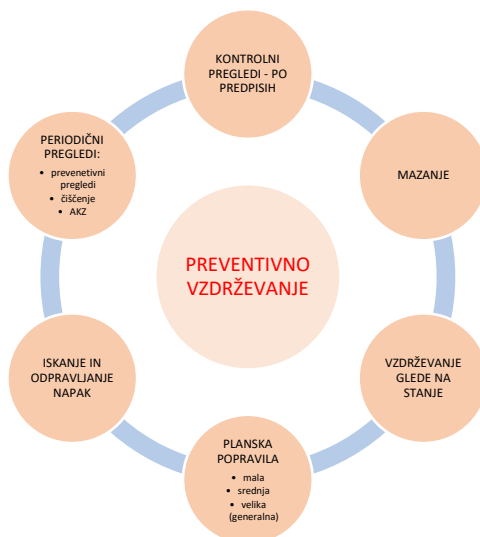 KONTROLNI
PREGLEDI - PO
PREDPISIH
MAZANJE
VZDRŽEVANJE
GLEDE NA
STANJE
PLANSKA
POPRAVILA
• mala
• srednja
• velika
(generalna)
ISKANJE IN
ODPRAVLJANJE
NAPAK
PERIODIČNI
PREGLEDI:
• prevenetivni
pregledi
• čiščenje
• AKZ
PREVENTIVNO
VZDRŽEVANJE